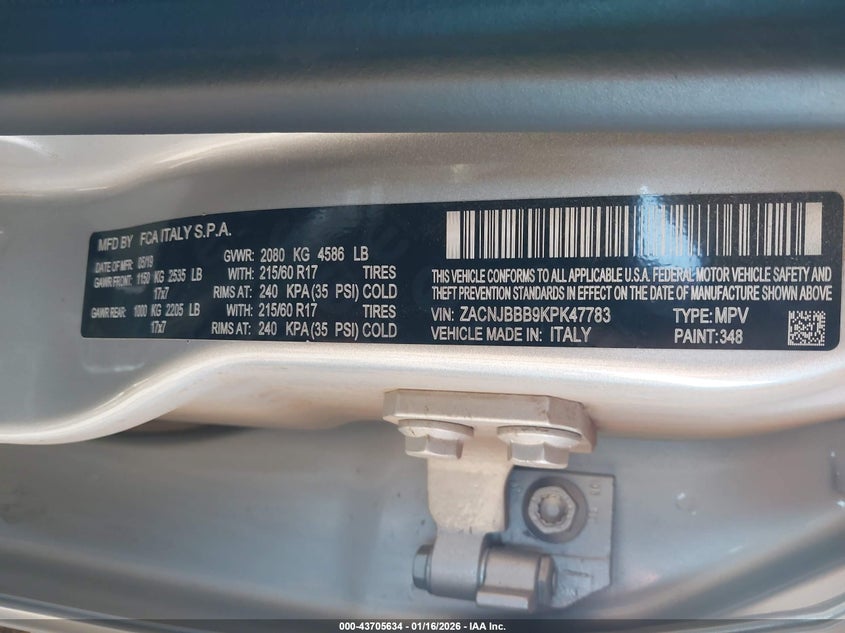 MFD BY FCA ITALY S.P.A.
DATE OF MFR: 05/19 GVWR: 2080 KG 4586 LB
GAWR FRONT: 1150 KG 2535 LB WITH: 215/60 R17 TIRES
17x7 RIMS AT: 240 KPA(35 PSI) COLD
GAWR REAR: 1000 KG 2205 LB WITH: 215/60 R17 TIRES
17x7 RIMS AT: 240 KPA(35 PSI) COLD
THIS VEHICLE CONFORMS TO ALL APPLICABLE U.S.A. FEDERAL MOTOR VEHICLE SAFETY AND
THEFT PREVENTION STANDARDS IN EFFECT ON THE DATE OF MANUFACTURE SHOWN ABOVE
VIN: ZACNJBBB9KPK47783 TYPE: MPV
VEHICLE MADE IN: ITALY PAINT: 348
000-43705634 - 01/16/2026 - IAA Inc.